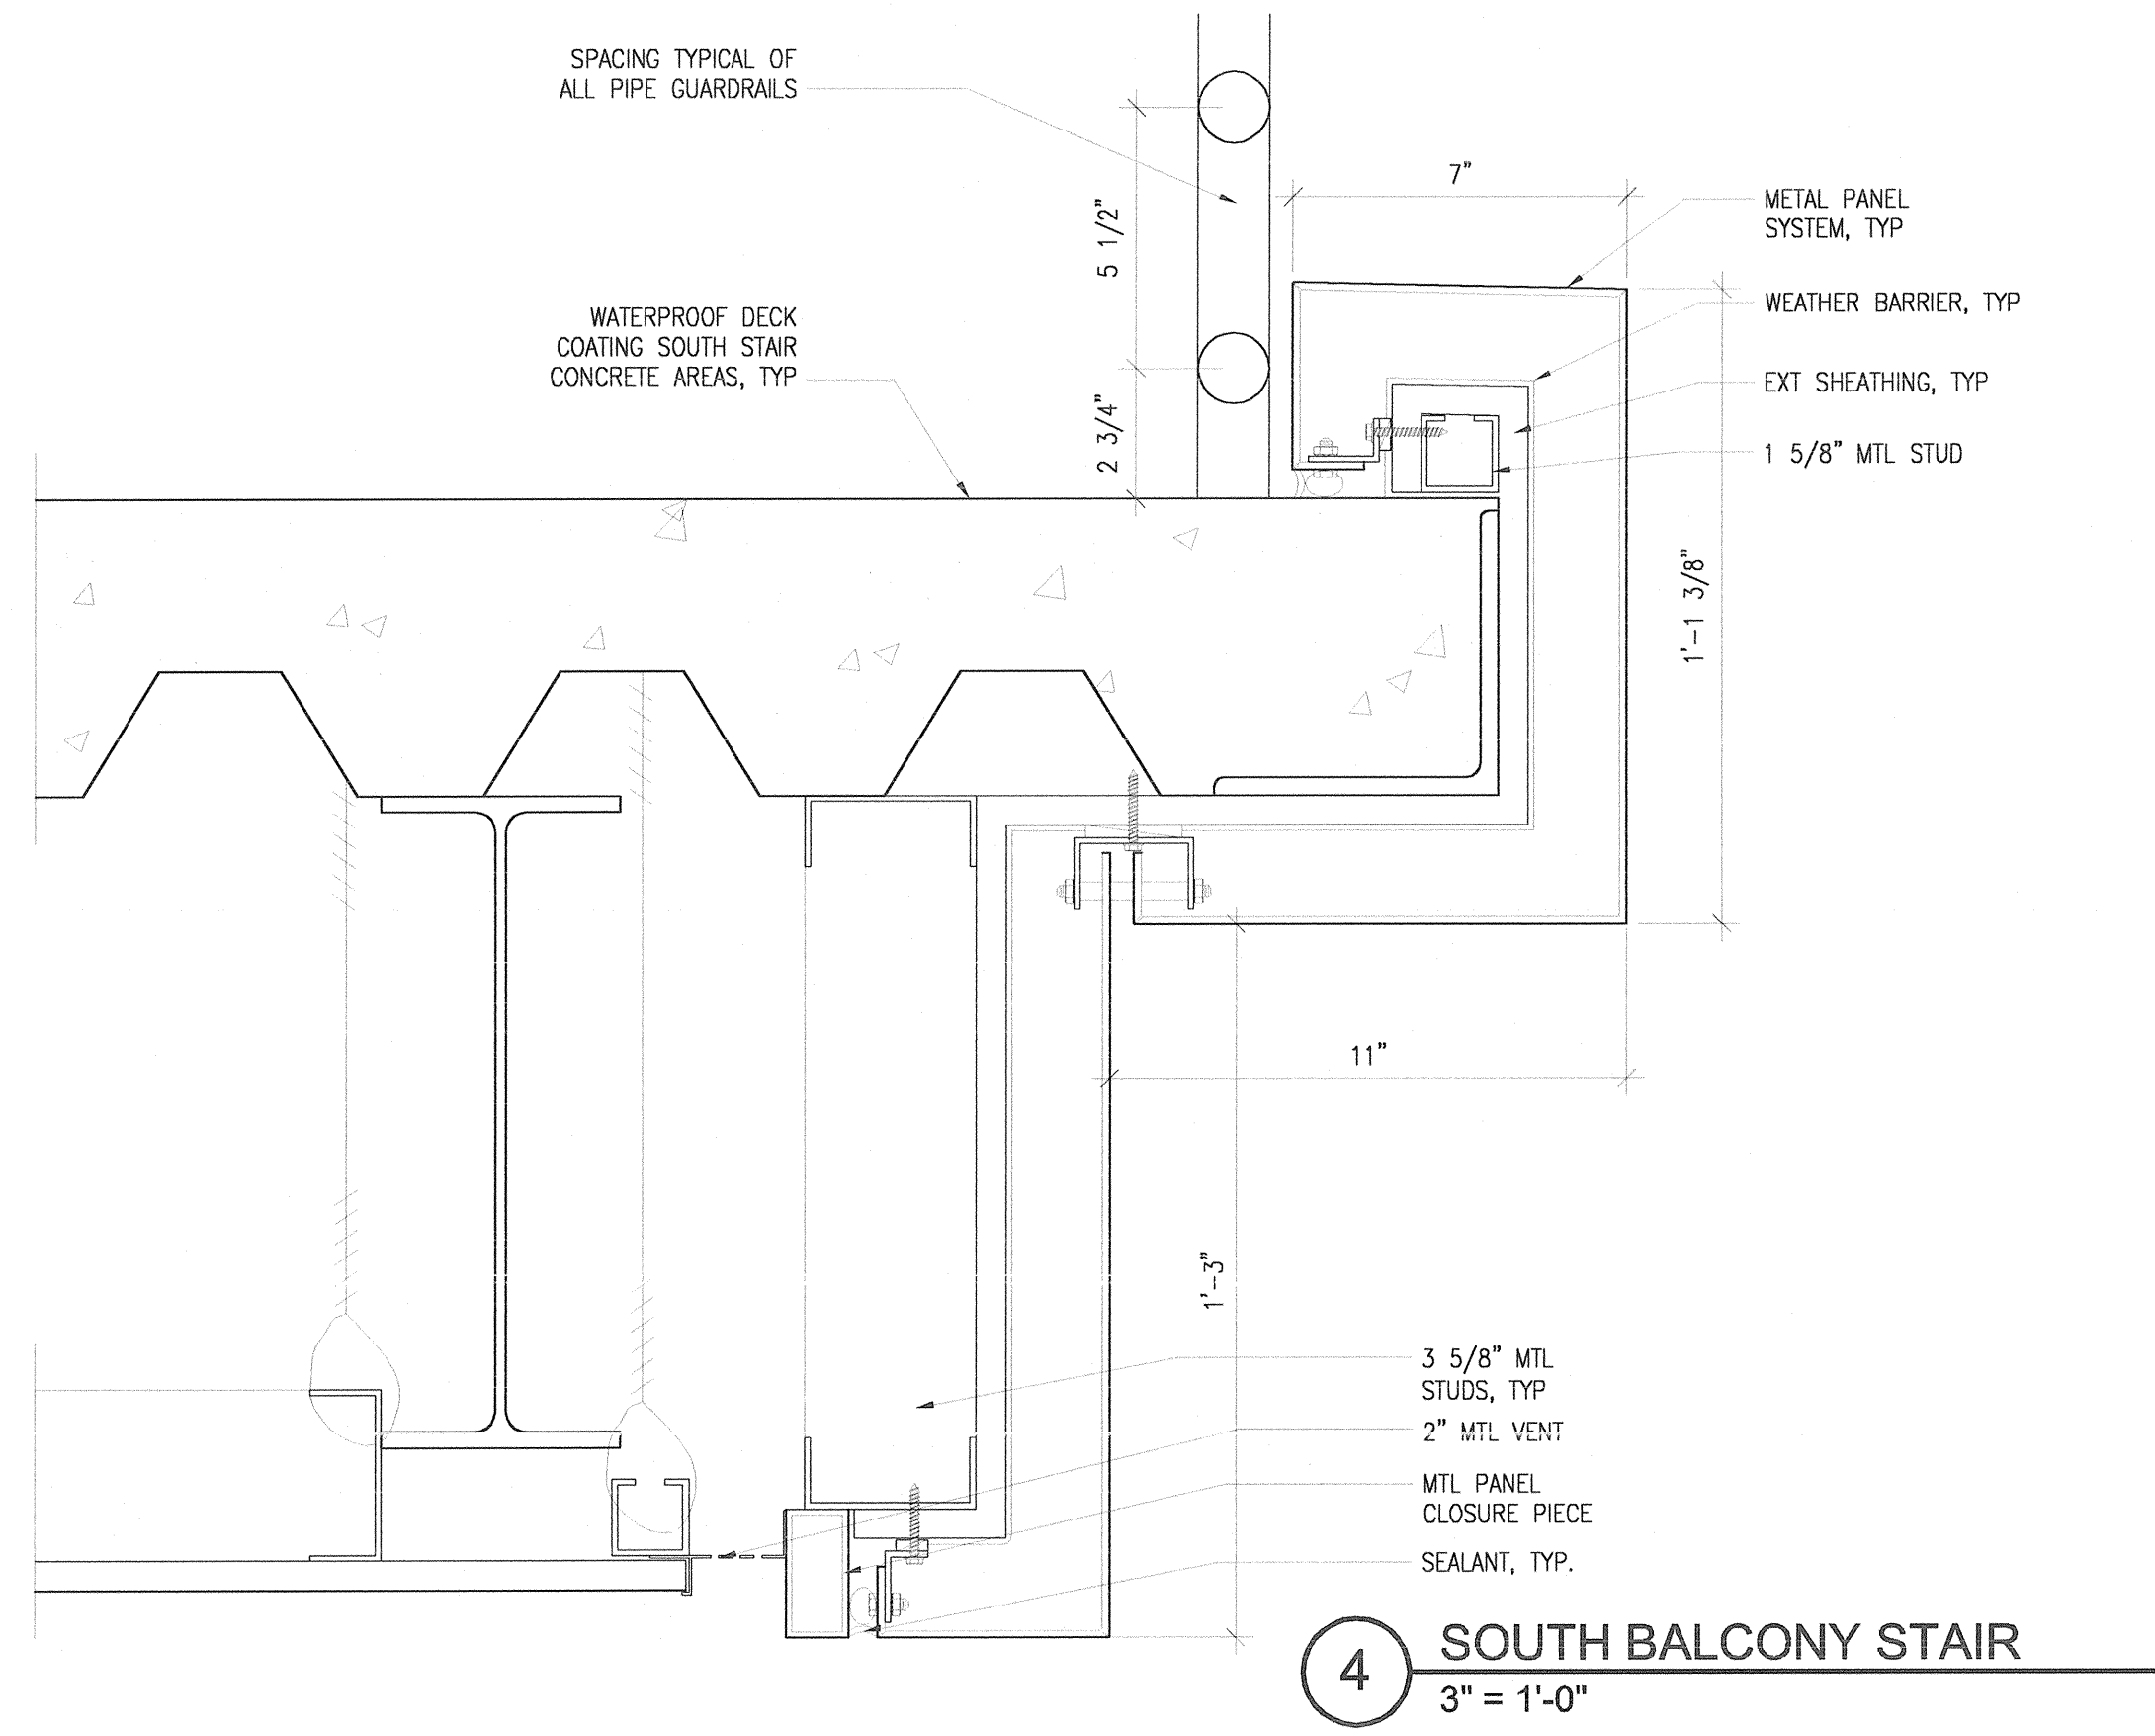 SPACING TYPICAL OF
ALL PIPE GUARDRAILS
7"
METAL PANEL
SYSTEM, TYP
5 1/2"
WEATHER BARRIER, TYP
WATERPROOF DECK
COATING SOUTH STAIR
CONCRETE AREAS, TYP
EXT SHEATHING, TYP
2 3/4"
1 5/8" MTL STUD
1'-1 3/8"
11"
1'-3"
3 5/8" MTL
STUDS, TYP
2" MTL VENT
MTL PANEL
CLOSURE PIECE
SEALANT, TYP.
4
SOUTH BALCONY STAIR
3" = 1'-0"